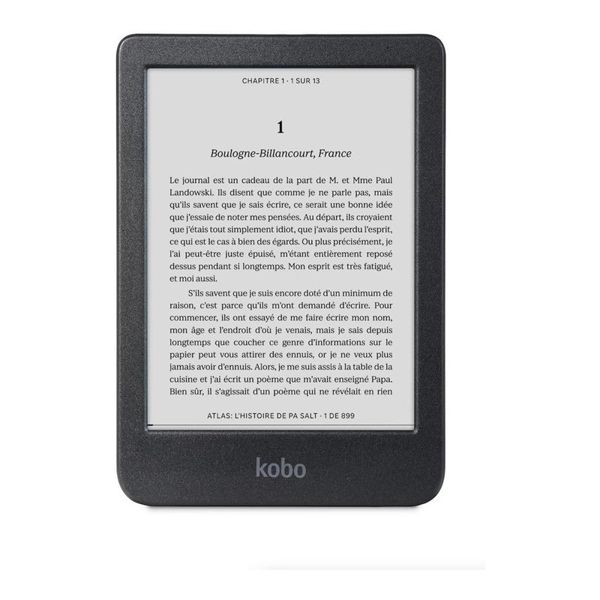 CHAPITRE 1 · 1 SUR 13
1
Boulogne-Billancourt, France
Le journal est un cadeau de la part de M. et Mme Paul
Landowski. Ils disent que comme je ne parle pas, mais
qu'ils savent que je sais écrire, ce serait une bonne idée
que j'essaie de noter mes pensées. Au départ, ils croyaient
que j'étais tout simplement idiot, que j'avais perdu l'esprit,
ce qui est le cas à bien des égards. Ou plus précisément, je
l'ai peut-être juste épuisé, m'étant entièrement reposé
dessus pendant si longtemps. Mon esprit est très fatigué,
et moi aussi.
S'ils savent que je suis encore doté d'un minimum de
raison, c'est parce qu'ils m'ont demandé d'écrire. Pour
commencer, ils ont essayé de me faire écrire mon nom,
mon âge et l'endroit d'où je venais, mais je sais depuis
longtemps que coucher ce genre d'informations sur le
papier peut vous attirer des ennuis, or je ne veux plus
jamais avoir d'ennuis. Alors, je me suis assis à la table de la
cuisine et j'ai écrit un poème que m'avait enseigné Papa.
Bien sûr, il s'agissait d'un poème qui ne révélait en rien
ATLAS: L'HISTOIRE DE PA SALT · 1 DE 899
kobo